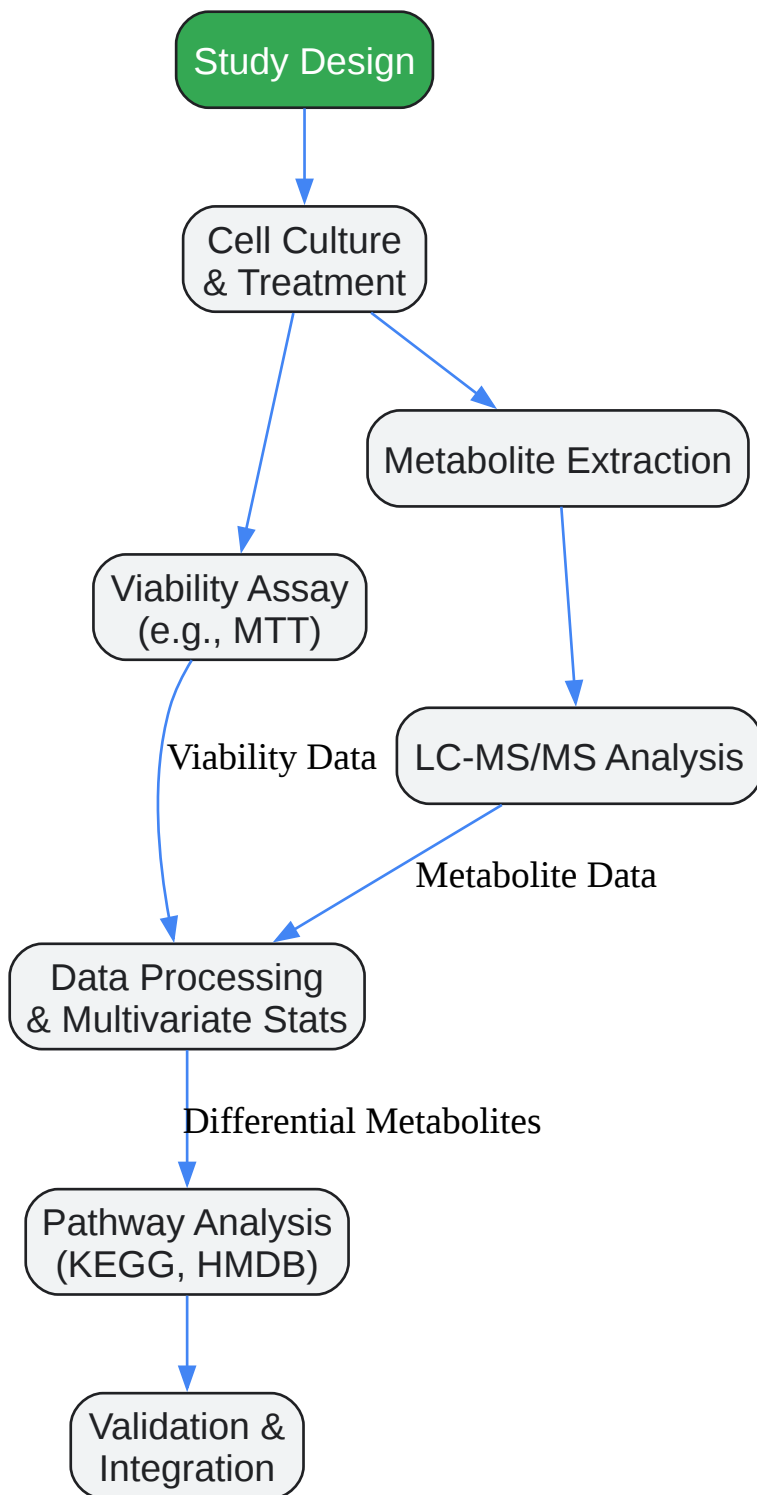 Study Design
Cell Culture
& Treatment
Metabolite Extraction
Viability Assay
(e.g., MTT)
Viability Data
LC-MS/MS Analysis
Metabolite Data
Data Processing
& Multivariate Stats
Differential Metabolites
Pathway Analysis
(KEGG, HMDB)
Validation &
Integration